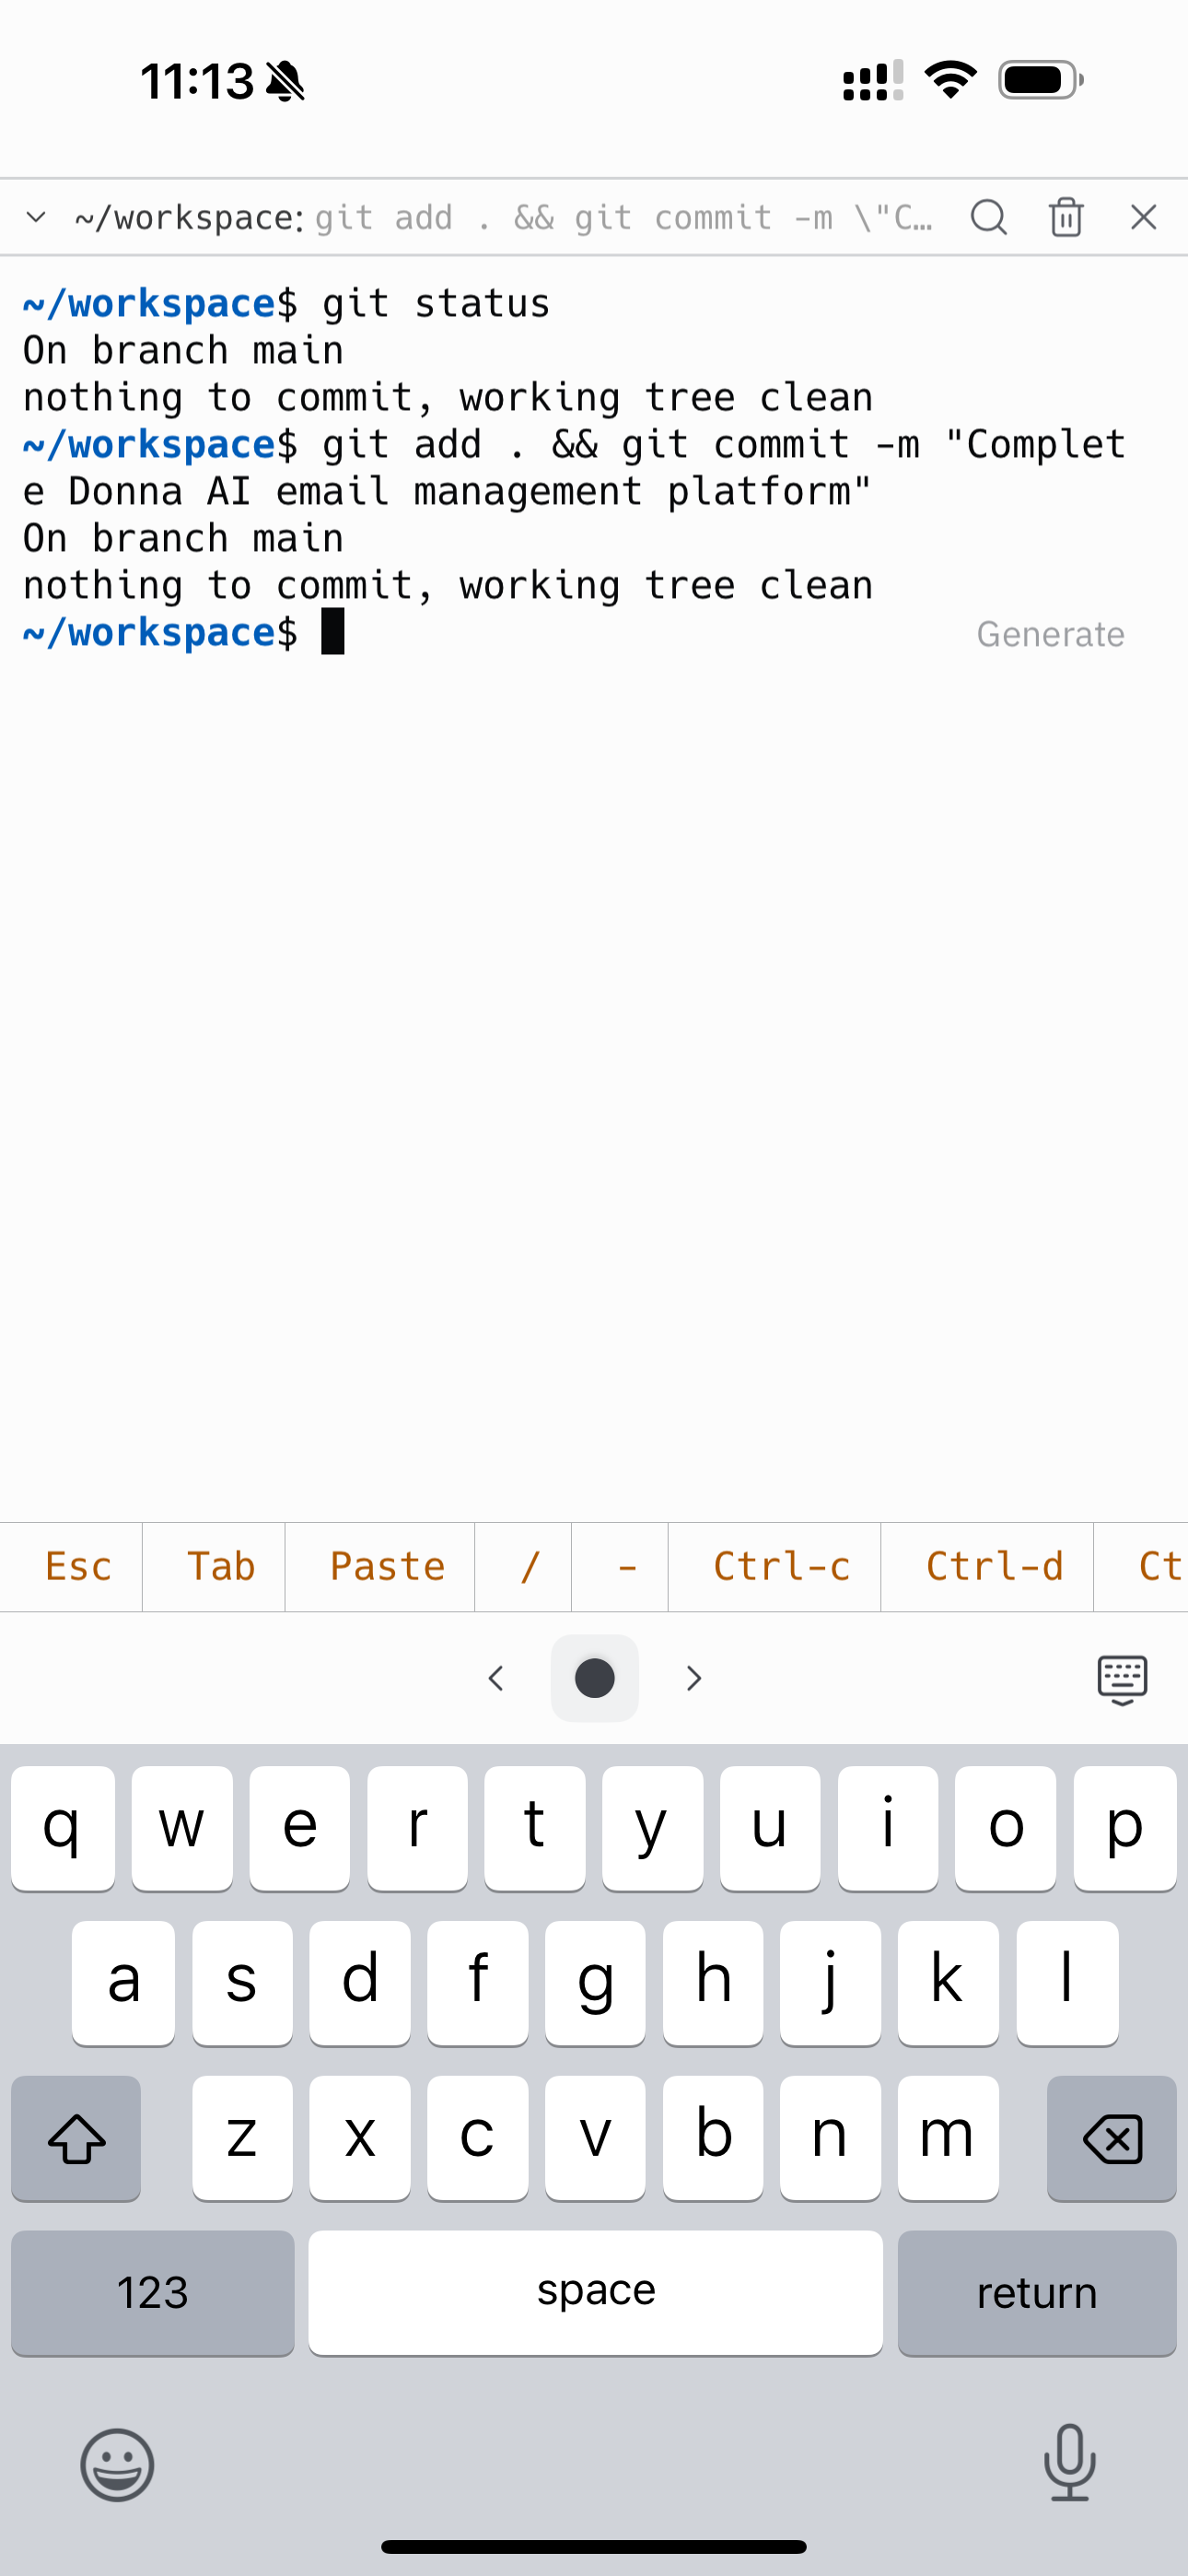 11:13
~/workspace: git add . && git commit -m \"C…
~/workspace$ git status
On branch main
nothing to commit, working tree clean
~/workspace$ git add . && git commit -m "Complet
e Donna AI email management platform"
On branch main
nothing to commit, working tree clean
~/workspace$
Generate
Esc Tab Paste / - Ctrl-c Ctrl-d Ct
q w e r t y u i o p
a s d f g h j k l
z x c v b n m
123 space return